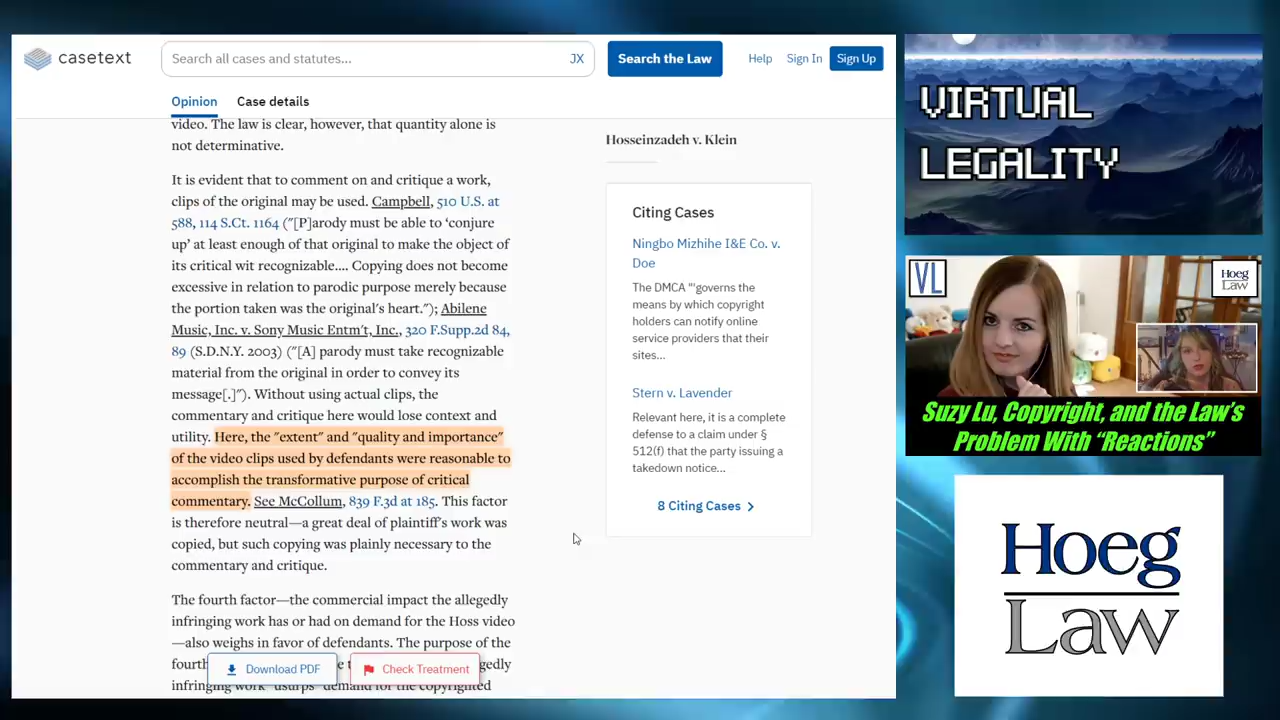 casetext
Search all cases and statutes...
JX
Search the Law
Help
Sign In
Sign Up
Opinion
Case details
video. The law is clear, however, that quantity alone is
not determinative.
It is evident that to comment on and critique a work,
clips of the original may be used. Campbell, 510 U.S. at
588, 114 S.Ct. 1164 ("[P]arody must be able to ‘conjure
up’ at least enough of that original to make the object of
its critical wit recognizable.... Copying does not become
excessive in relation to parodic purpose merely because
the portion taken was the original's heart."); Abilene
Music, Inc. v. Sony Music Entm't, Inc., 320 F.Supp.2d 84,
89 (S.D.N.Y. 2003) ("[A] parody must take recognizable
material from the original in order to convey its
message[.]"). Without using actual clips, the
commentary and critique here would lose context and
utility. Here, the "extent" and "quality and importance"
of the video clips used by defendants were reasonable to
accomplish the transformative purpose of critical
commentary. See McCollum, 839 F.3d at 185. This factor
is therefore neutral—a great deal of plaintiff's work was
copied, but such copying was plainly necessary to the
commentary and critique.
The fourth factor—the commercial impact the allegedly
infringing work has or had on demand for the Hoss video
—also weighs in favor of defendants. The purpose of the
fourth
infringing work "usurps" demand for the copyrighted
Download PDF
Check Treatment
Hosseinzadeh v. Klein
Citing Cases
Ningbo Mizhihe I&E Co. v.
Doe
The DMCA "'governs the
means by which copyright
holders can notify online
service providers that their
sites...
Stern v. Lavender
Relevant here, it is a complete
defense to a claim under §
512(f) that the party issuing a
takedown notice...
8 Citing Cases
VIRTUAL
LEGALITY
VL
Hoeg
Law
Suzy Lu, Copyright, and the Law's
Problem With "Reactions"
Hoeg
Law